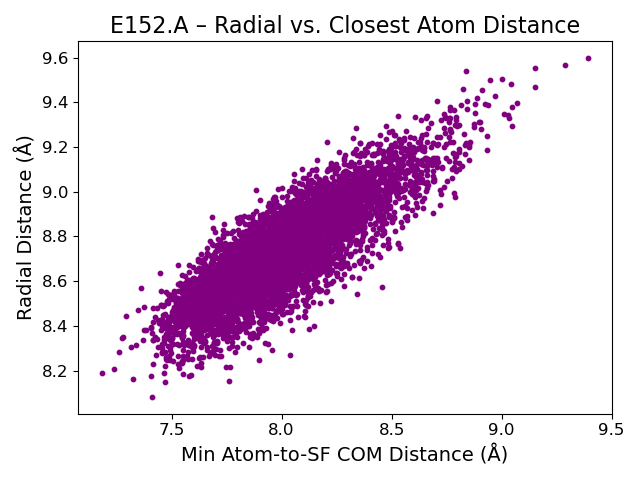 E152.A – Radial vs. Closest Atom Distance
Radial Distance (Å)
9.6
9.4
9.2
9.0
8.8
8.6
8.4
8.2
7.5 8.0 8.5 9.0 9.5
Min Atom-to-SF COM Distance (Å)